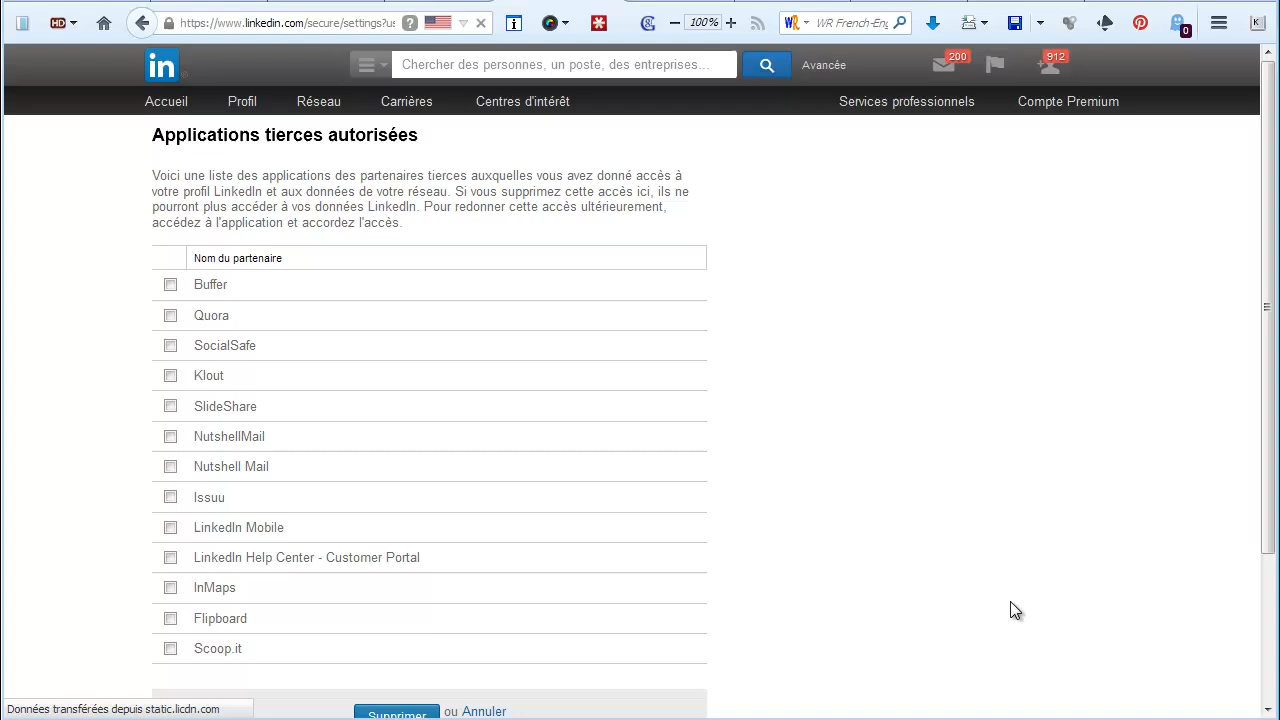 HD
https://www.linkedin.com/secure/settings?u
?
100%
WR French-En
0
in
Chercher des personnes, un poste, des entreprises...
Avancée
200
912
Accueil
Profil
Réseau
Carrières
Centres d'intérêt
Services professionnels
Compte Premium
Applications tierces autorisées
Voici une liste des applications des partenaires tierces auxquelles vous avez donné accès à
votre profil LinkedIn et aux données de votre réseau. Si vous supprimez cette accès ici, ils ne
pourront plus accéder à vos données LinkedIn. Pour redonner cette accès ultérieurement,
accédez à l'application et accordez l'accès.
Nom du partenaire
Buffer
Quora
SocialSafe
Klout
SlideShare
NutshellMail
Nutshell Mail
Issuu
LinkedIn Mobile
LinkedIn Help Center - Customer Portal
InMaps
Flipboard
Scoop.it
Supprimer ou Annuler
Données transférées depuis static.licdn.com